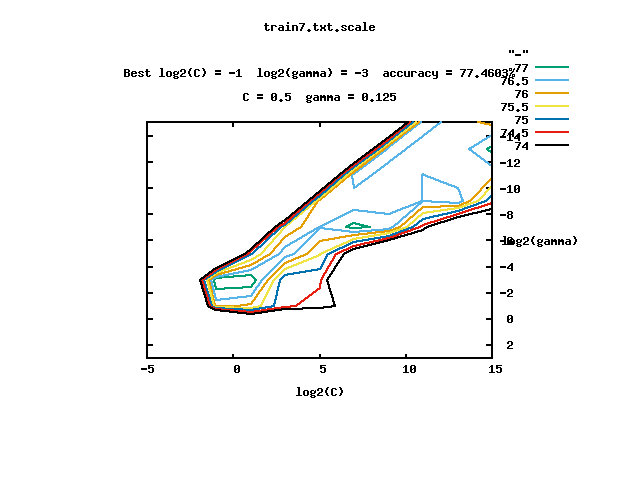 train7.txt.scale
"-"
Best log2(C) = -1 log2(gamma) = -3 accuracy = 77.4603%
77
76.5
C = 0.5 gamma = 0.125
76
75.5
75
74.5
74
-14
-12
-10
-8
-6
log2(gamma)
-4
-2
0
2
-5 0 5 10 15
log2(C)